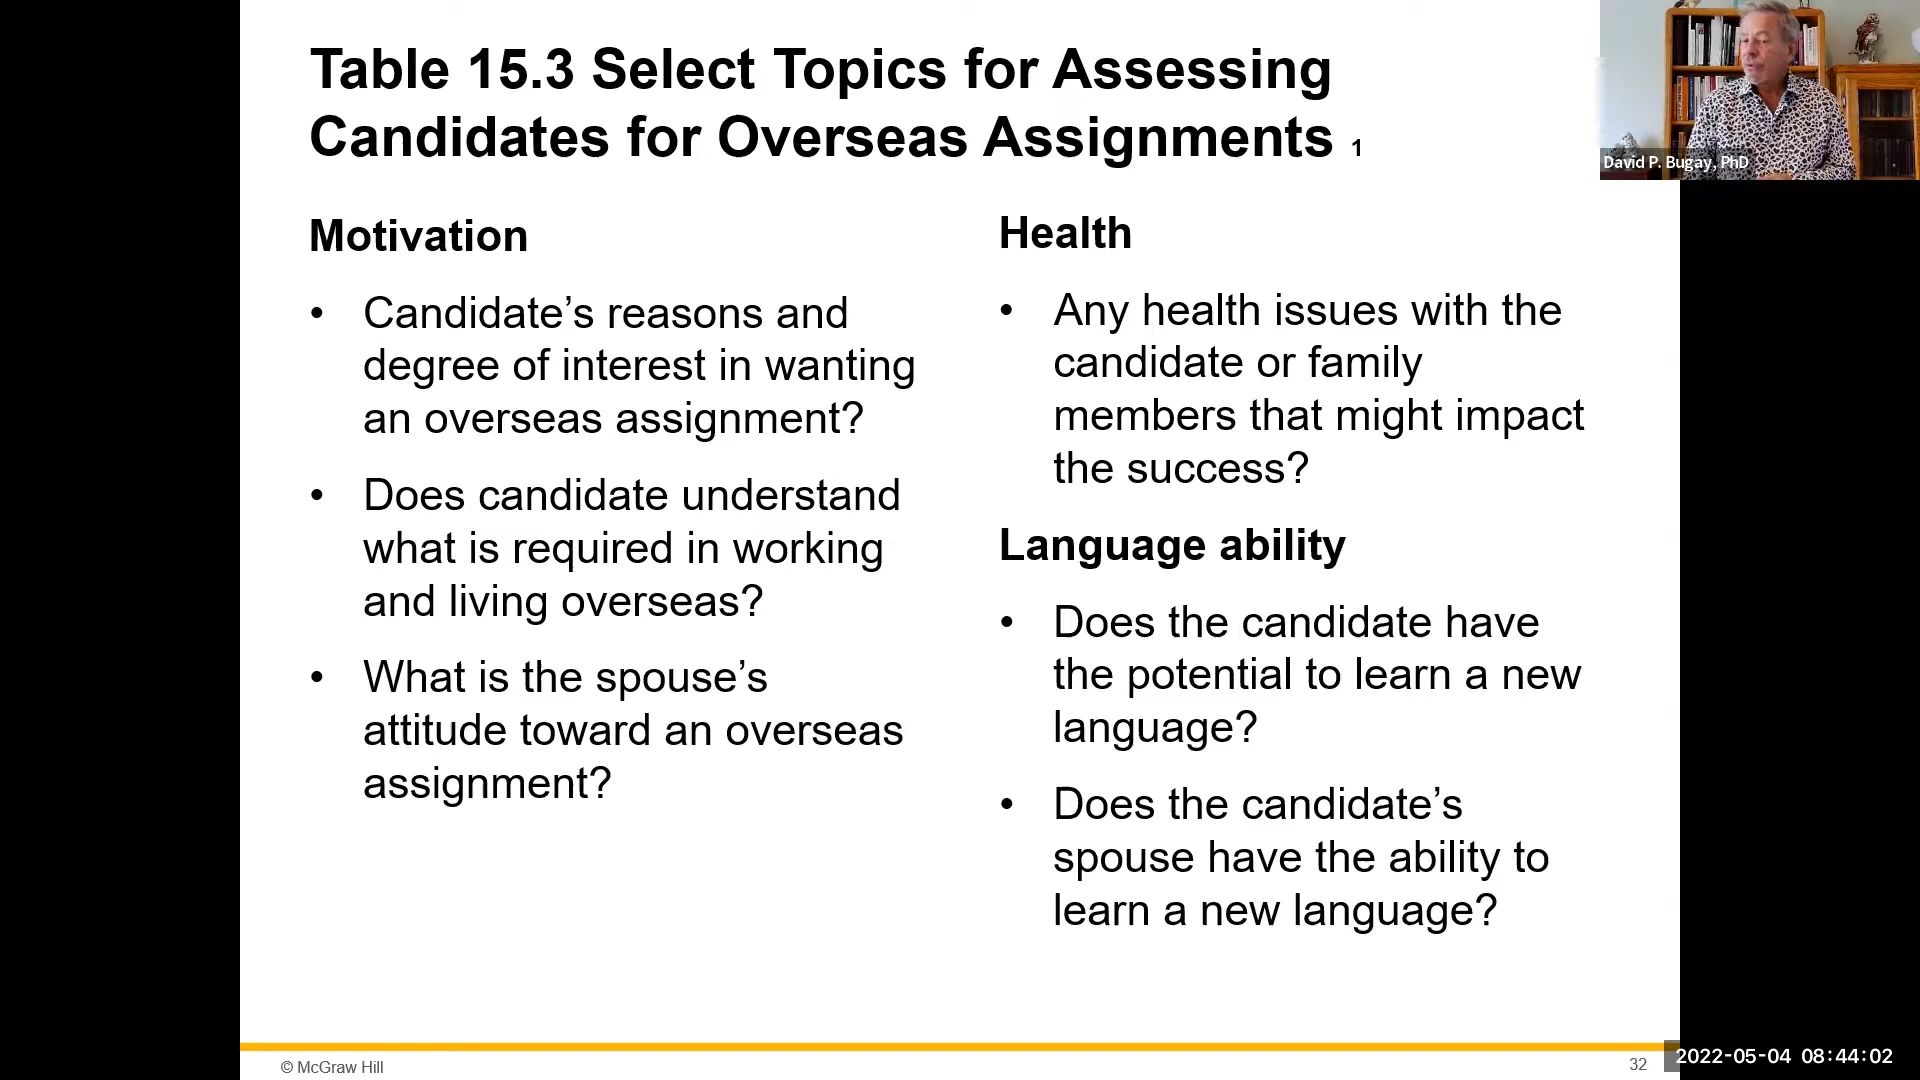 Table 15.3 Select Topics for Assessing
Candidates for Overseas Assignments 1
Motivation
• Candidate’s reasons and
degree of interest in wanting
an overseas assignment?
• Does candidate understand
what is required in working
and living overseas?
• What is the spouse’s
attitude toward an overseas
assignment?
Health
• Any health issues with the
candidate or family
members that might impact
the success?
Language ability
• Does the candidate have
the potential to learn a new
language?
• Does the candidate’s
spouse have the ability to
learn a new language?
David P. Bugay, PhD
© McGraw Hill
32
2022-05-04 08:44:02